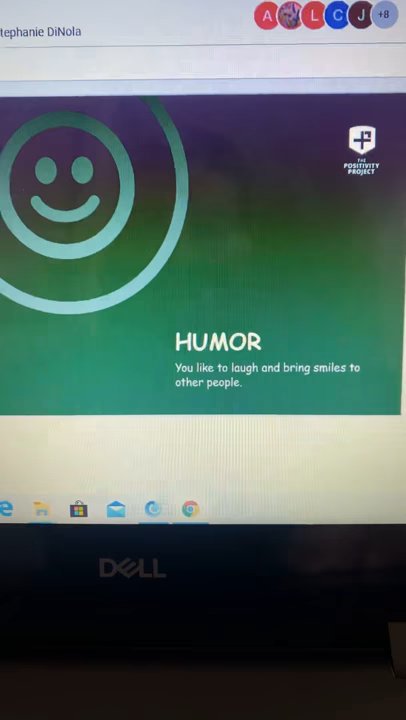 tephanie DiNola
A L C J +8
THE
POSITIVITY
PROJECT
HUMOR
You like to laugh and bring smiles to
other people.
DELL